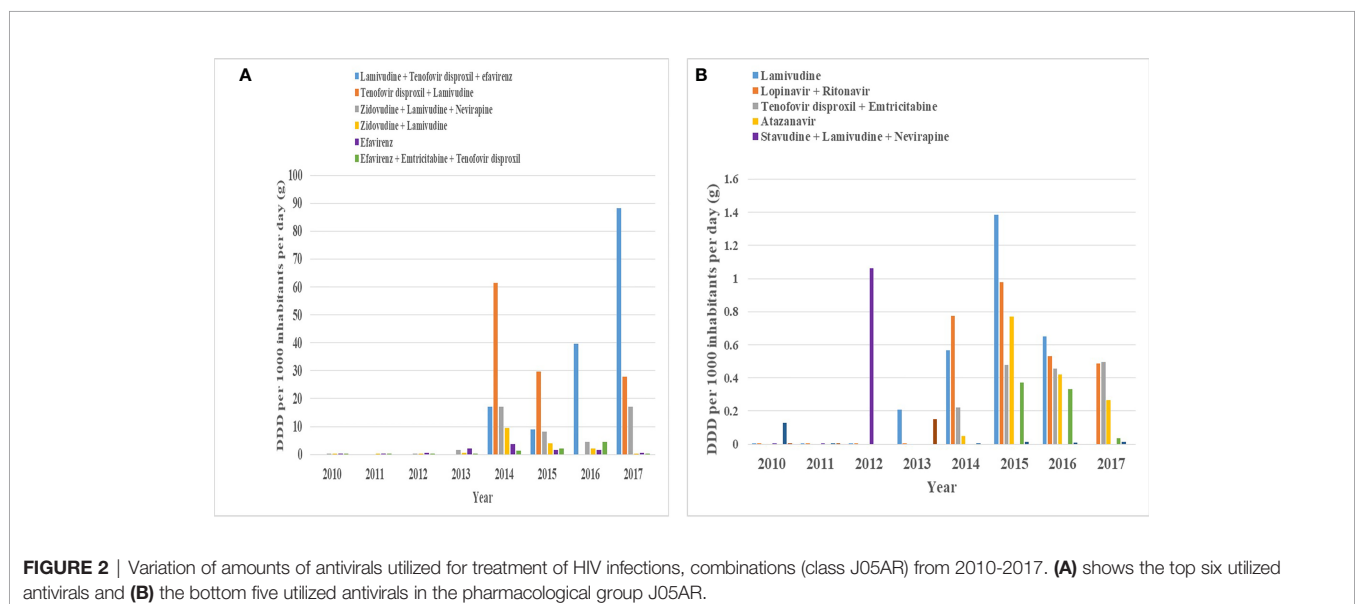 A
Lamivudine + Tenofovir disproxil + efavirenz
Tenofovir disproxil + Lamivudine
Zidovudine + Lamivudine + Nevirapine
Zidovudine + Lamivudine
Efavirenz
Efavirenz + Emtricitabine + Tenofovir disproxil
DDD per 1000 inhabitants per day (g)
100
90
80
70
60
50
40
30
20
10
0
2010 2011 2012 2013 2014 2015 2016 2017
Year
B
Lamivudine
Lopinavir + Ritonavir
Tenofovir disproxil + Emtricitabine
Atazanavir
Stavudine + Lamivudine + Nevirapine
DDD per 1000 inhabitants per day (g)
1.6
1.4
1.2
1
0.8
0.6
0.4
0.2
0
2010 2011 2012 2013 2014 2015 2016 2017
Year
FIGURE 2 | Variation of amounts of antivirals utilized for treatment of HIV infections, combinations (class J05AR) from 2010-2017. (A) shows the top six utilized
antivirals and (B) the bottom five utilized antivirals in the pharmacological group J05AR.